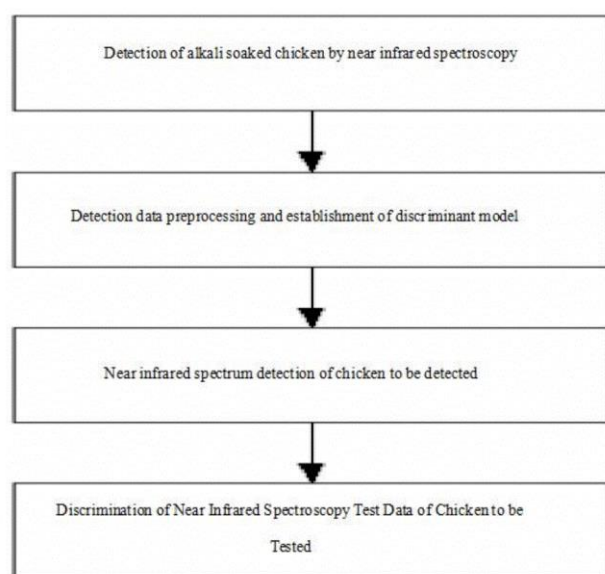 Detection of alkali soaked chicken by near infrared spectroscopy
Detection data preprocessing and establishment of discriminant model
Near infrared spectrum detection of chicken to be detected
Discrimination of Near Infrared Spectroscopy Test Data of Chicken to be
Tested